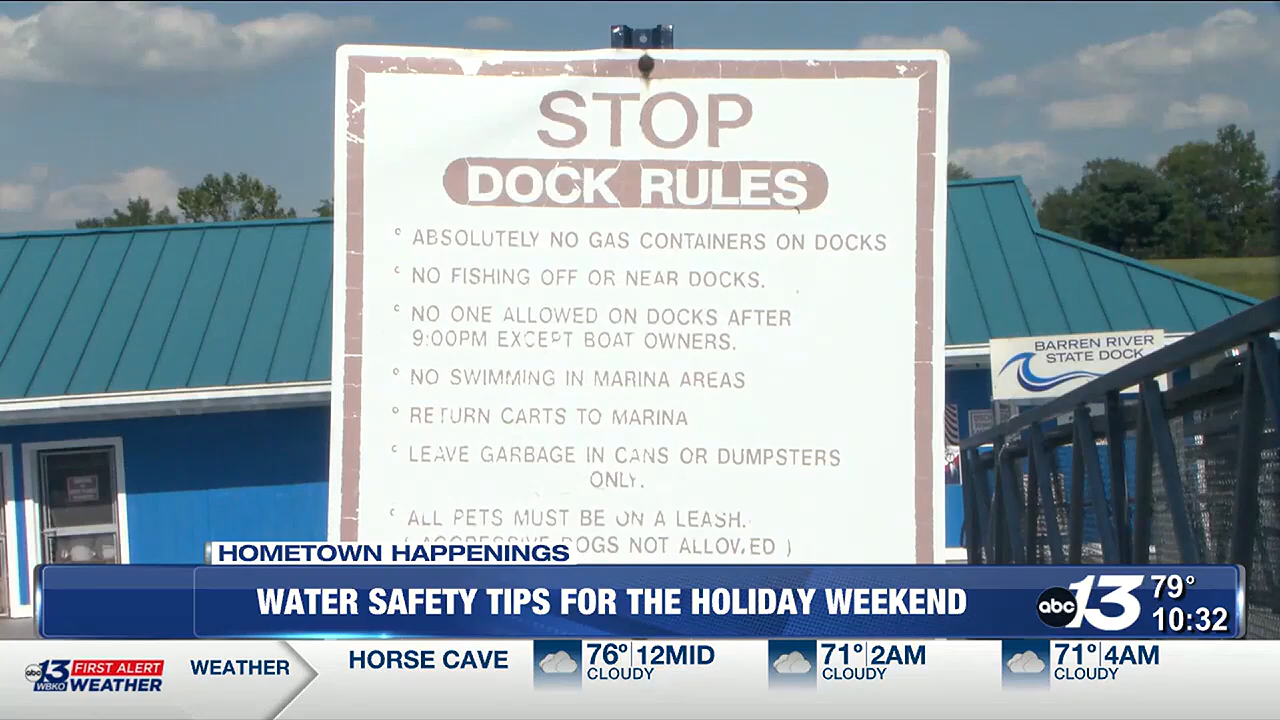 STOP
DOCK RULES
° ABSOLUTELY NO GAS CONTAINERS ON DOCKS
° NO FISHING OFF OR NEAR DOCKS.
° NO ONE ALLOWED ON DOCKS AFTER
9:00PM EXCEPT BOAT OWNERS.
° NO SWIMMING IN MARINA AREAS
° RETURN CARTS TO MARINA
° LEAVE GARBAGE IN CANS OR DUMPSTERS
ONLY.
° ALL PETS MUST BE ON A LEASH.
( AGGRESSIVE DOGS NOT ALLOWED )
BARREN RIVER
STATE DOCK
HOMETOWN HAPPENINGS
WATER SAFETY TIPS FOR THE HOLIDAY WEEKEND
abc 13
79°
10:32
abc 13 WBKO FIRST ALERT WEATHER
WEATHER
HORSE CAVE
76° 12MID
CLOUDY
71° 2AM
CLOUDY
71° 4AM
CLOUDY